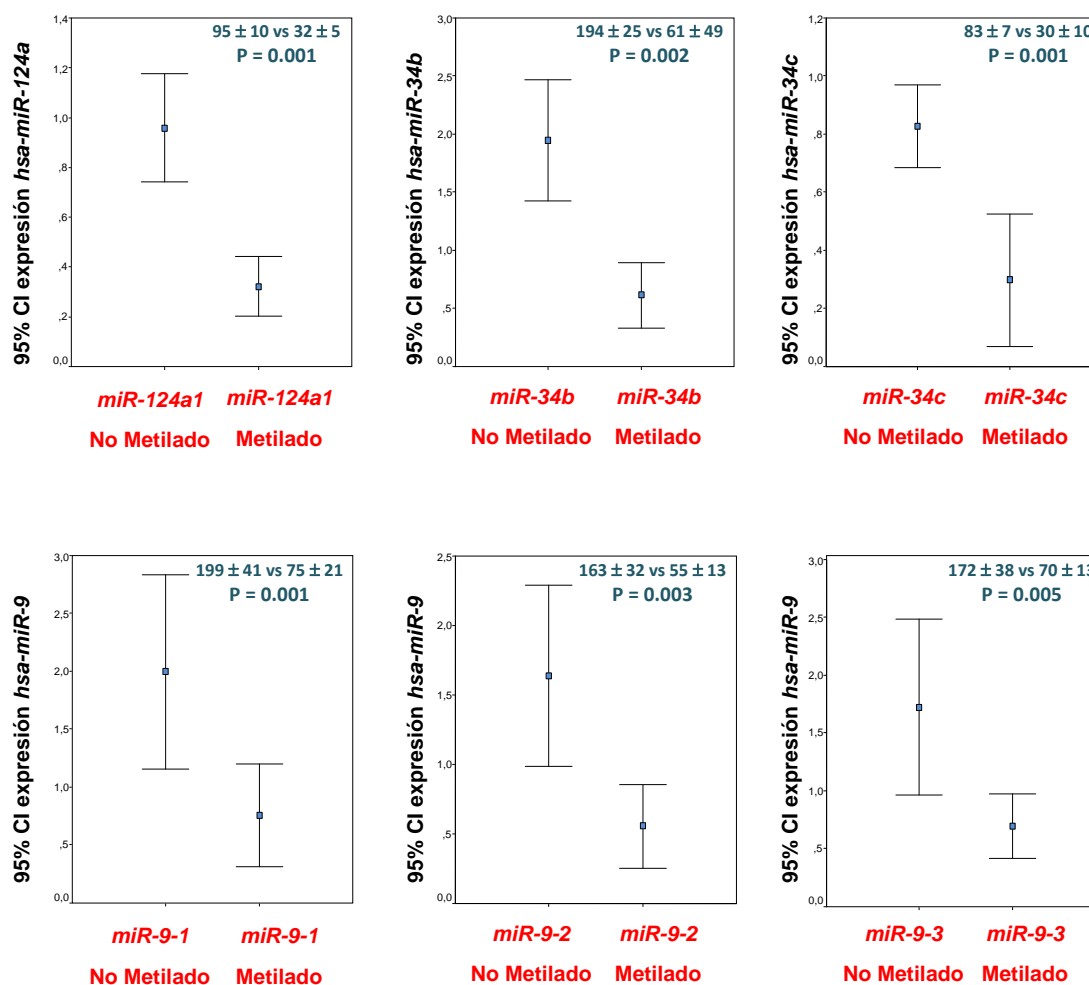 95% CI expresión hsa-miR-124a
1,4
1,2
1,0
,8
,6
,4
,2
0,0
95 ± 10 vs 32 ± 5
P = 0.001
miR-124a1 miR-124a1
No Metilado Metilado
95% CI expresión hsa-miR-34b
3,0
2,5
2,0
1,5
1,0
,5
0,0
194 ± 25 vs 61 ± 49
P = 0.002
miR-34b miR-34b
No Metilado Metilado
95% CI expresión hsa-miR-34c
1,2
1,0
,8
,6
,4
,2
0,0
83 ± 7 vs 30 ± 10
P = 0.001
miR-34c miR-34c
No Metilado Metilado
95% CI expresión hsa-miR-9
3,0
2,5
2,0
1,5
1,0
,5
0,0
199 ± 41 vs 75 ± 21
P = 0.001
miR-9-1 miR-9-1
No Metilado Metilado
95% CI expresión hsa-miR-9
2,5
2,0
1,5
1,0
,5
0,0
163 ± 32 vs 55 ± 13
P = 0.003
miR-9-2 miR-9-2
No Metilado Metilado
95% CI expresión hsa-miR-9
3,0
2,5
2,0
1,5
1,0
,5
0,0
172 ± 38 vs 70 ± 13
P = 0.005
miR-9-3 miR-9-3
No Metilado Metilado